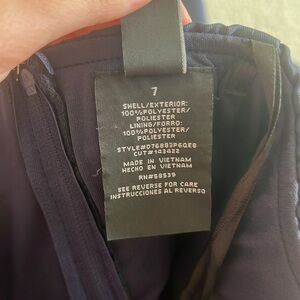 7
SHELL/EXTERIOR:
100%POLYESTER/
POLIESTER
LINING/FORRO:
100%POLYESTER/
POLIESTER
STYLE#D76883P6QE8
CUT#143422
MADE IN VIETNAM
HECHO EN VIETNAM
RN#58539
SEE REVERSE FOR CARE
INSTRUCCIONES AL REVERSO